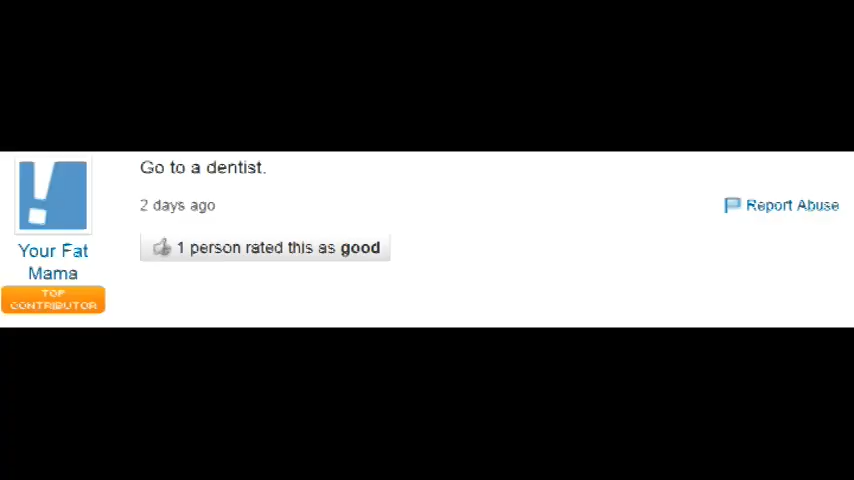 Go to a dentist.
2 days ago
Report Abuse
1 person rated this as good
Your Fat
Mama
TOP
CONTRIBUTOR